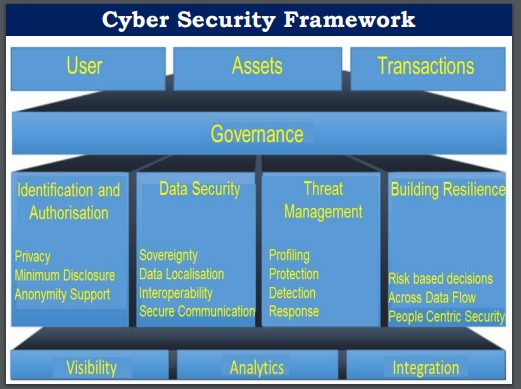 Cyber Security Framework
User
Assets
Transactions
Governance
Identification and
Authorisation
Privacy
Minimum Disclosure
Anonymity Support
Data Security
Sovereignty
Data Localisation
Interoperability
Secure Communication
Threat
Management
Profiling
Protection
Detection
Response
Building Resilience
Risk based decisions
Across Data Flow
People Centric Security
Visibility
Analytics
Integration